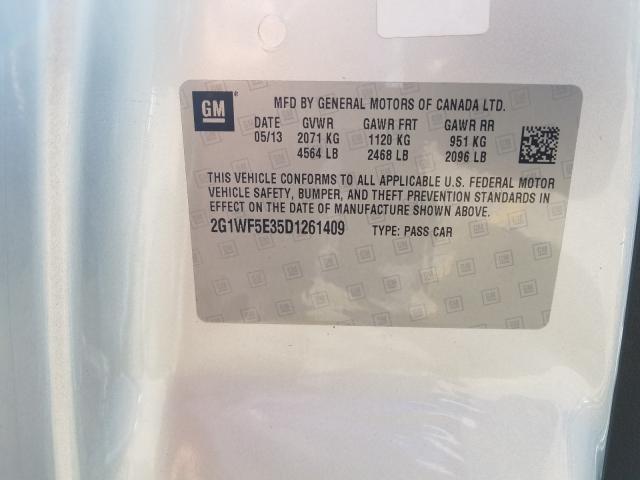 GM
MFD BY GENERAL MOTORS OF CANADA LTD.
DATE GVWR GAWR FRT GAWR RR
05/13 2071 KG 1120 KG 951 KG
4564 LB 2468 LB 2096 LB
THIS VEHICLE CONFORMS TO ALL APPLICABLE U.S. FEDERAL MOTOR
VEHICLE SAFETY, BUMPER, AND THEFT PREVENTION STANDARDS IN
EFFECT ON THE DATE OF MANUFACTURE SHOWN ABOVE.
2G1WF5E35D1261409 TYPE: PASS CAR